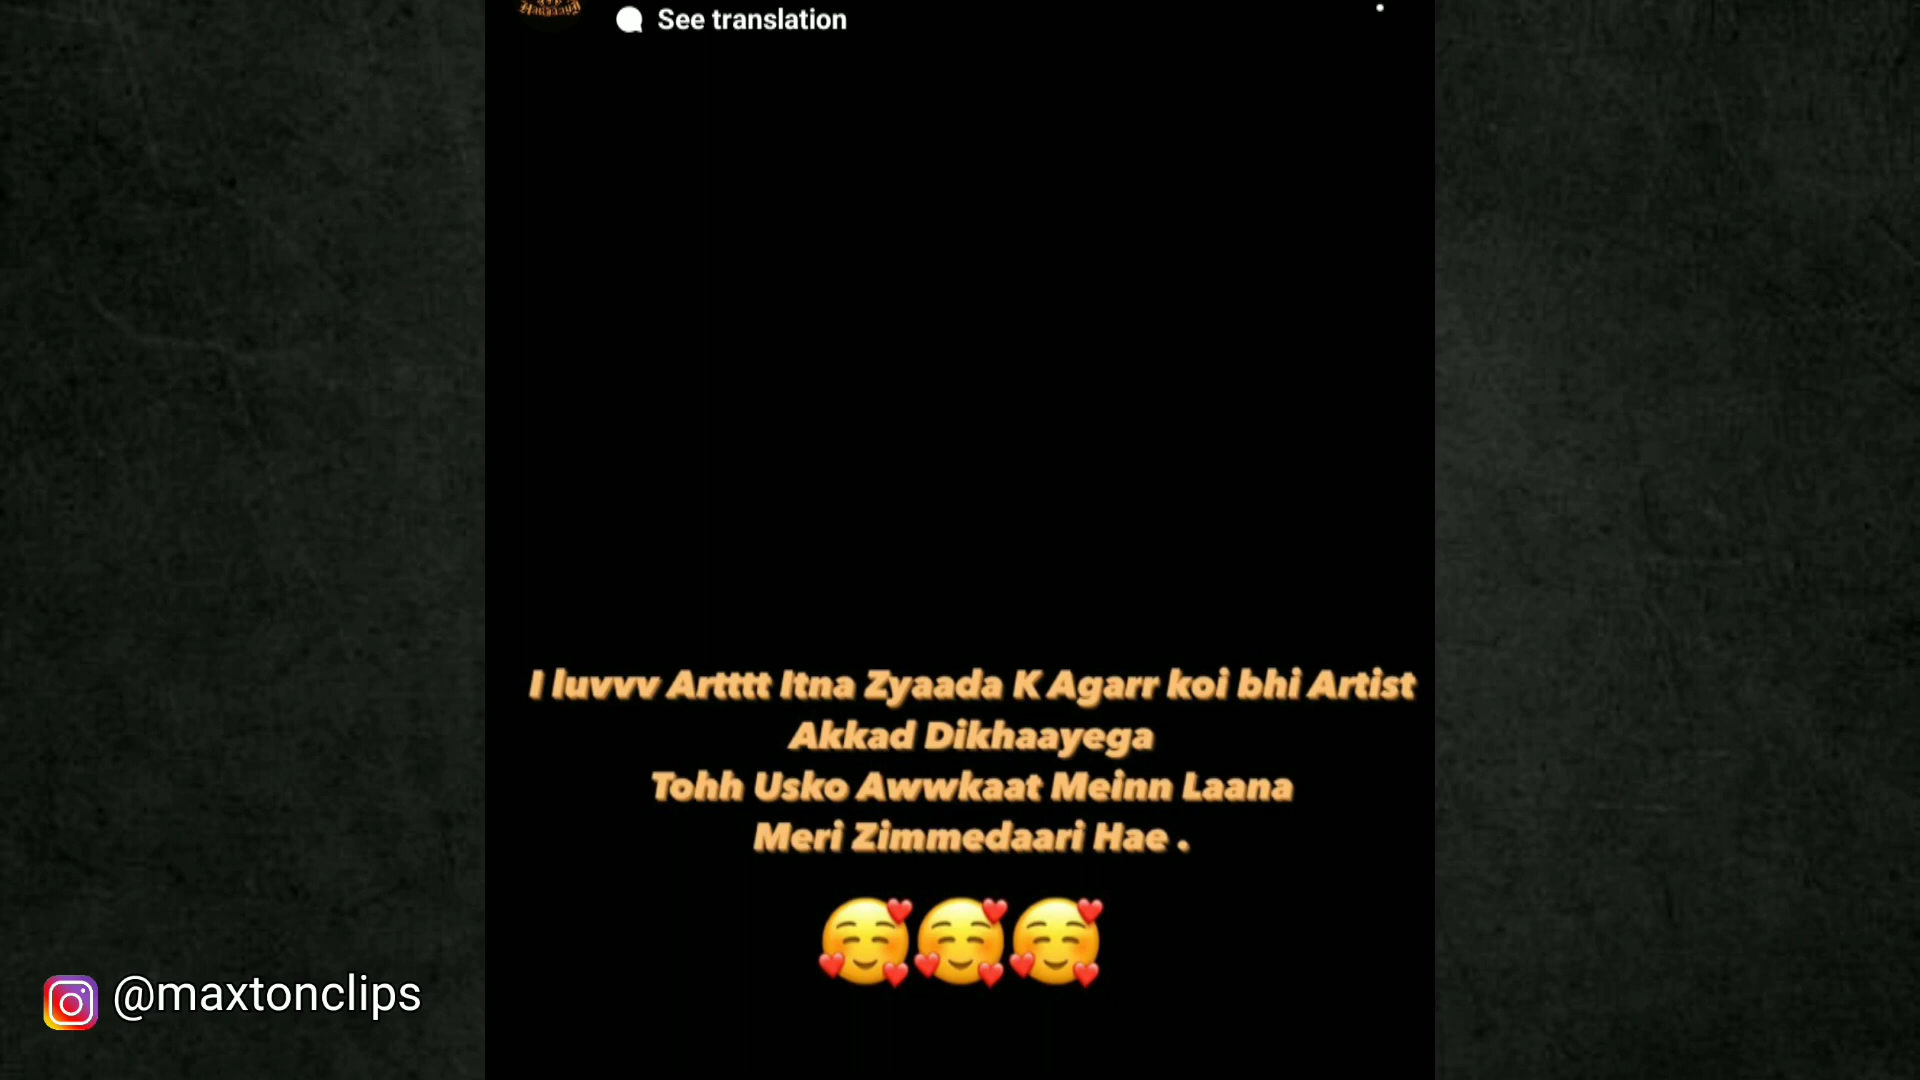 See translation
I luvvv Artttt Itna Zyaada K Agarr koi bhi Artist
Akkad Dikhaayega
Tohh Usko Awwkaat Meinn Laana
Meri Zimmedaari Hae .
🥰🥰🥰
@maxtonclips